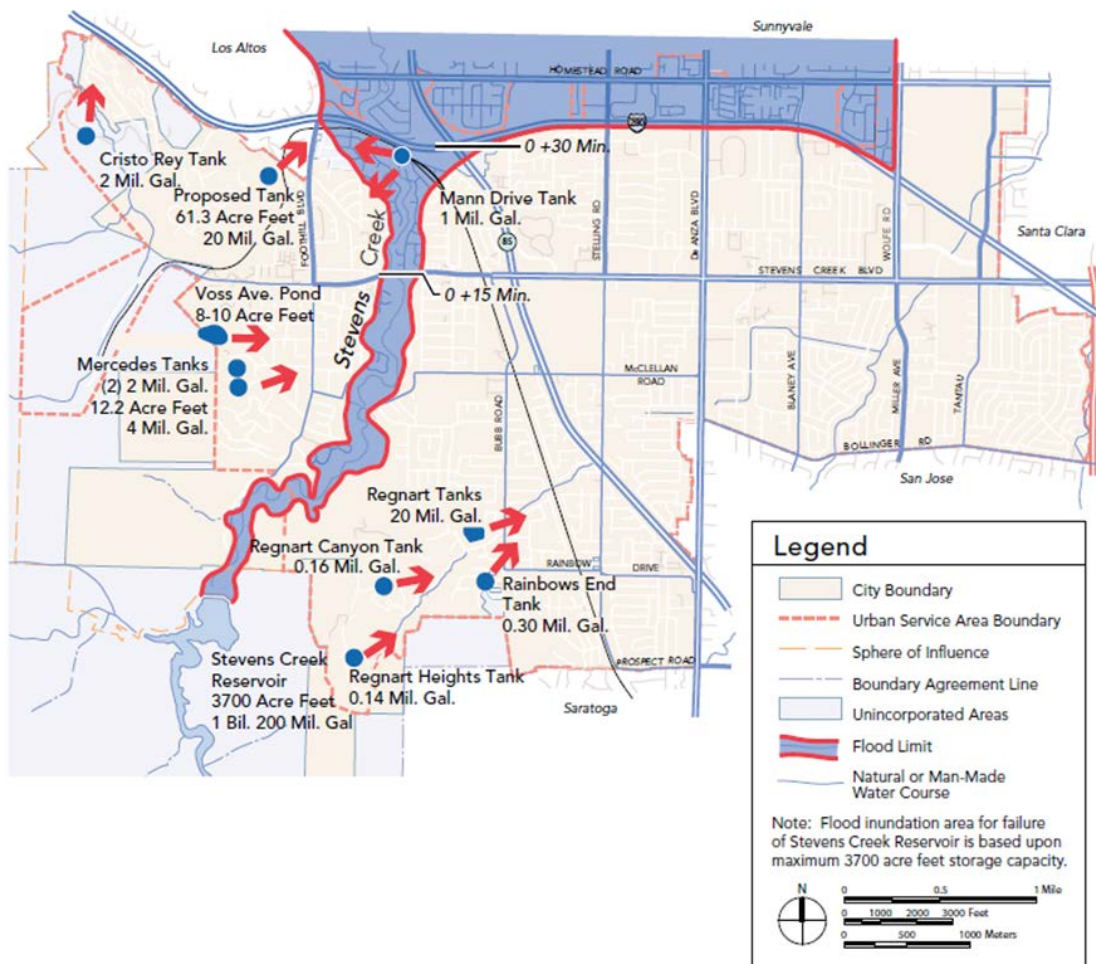 Los Altos
Sunnyvale
HOMESTEAD ROAD
280
0 +30 Min.
Cristo Rey Tank
2 Mil. Gal.
Proposed Tank
61.3 Acre Feet
20 Mil. Gal.
FOOTHILL BLVD
Mann Drive Tank
1 Mil. Gal.
85
STELLING RD
De ANZA BLVD
WOLFE RD
Santa Clara
STEVENS CREEK BLVD
0 +15 Min.
Stevens Creek
Voss Ave. Pond
8-10 Acre Feet
Mercedes Tanks
(2) 2 Mil. Gal.
12.2 Acre Feet
4 Mil. Gal.
McCLELLAN
ROAD
BUBB ROAD
BLANEY AVE
MILLER AVE
TANTAU
BOLLINGER RD
San Jose
Regnart Tanks
20 Mil. Gal.
Regnart Canyon Tank
0.16 Mil. Gal.
RAINBOW DRIVE
Rainbows End
Tank
0.30 Mil. Gal.
Stevens Creek
Reservoir
3700 Acre Feet
1 Bil. 200 Mil. Gal
Regnart Heights Tank
0.14 Mil. Gal.
PROSPECT ROAD
Saratoga
Legend
City Boundary
Urban Service Area Boundary
Sphere of Influence
Boundary Agreement Line
Unincorporated Areas
Flood Limit
Natural or Man-Made
Water Course
Note: Flood inundation area for failure
of Stevens Creek Reservoir is based upon
maximum 3700 acre feet storage capacity.
N
0 0.5 1 Mile
0 1000 2000 3000 Feet
0 500 1000 Meters